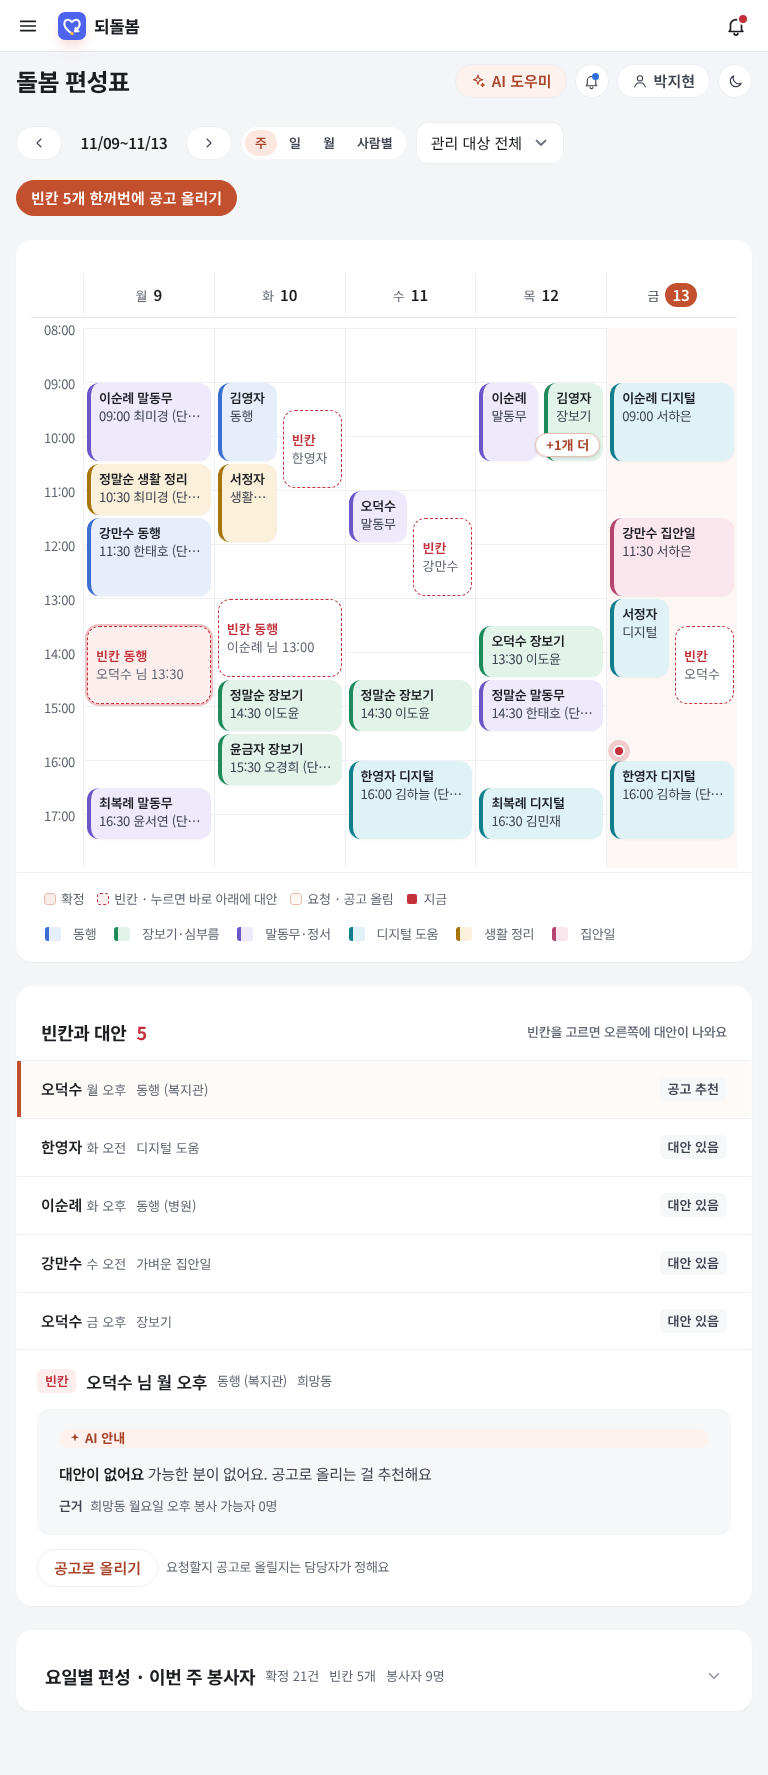 되돌봄
돌봄 편성표
AI 도우미
박지현
11/09~11/13
주 일 월 사람별
관리 대상 전체
빈칸 5개 한꺼번에 공고 올리기
월 9
화 10
수 11
목 12
금 13
08:00
09:00
10:00
11:00
12:00
13:00
14:00
15:00
16:00
17:00
이순례 말동무
09:00 최미경 (단…
정말순 생활 정리
10:30 최미경 (단…
강만수 동행
11:30 한태호 (단…
빈칸 동행
오덕수 님 13:30
최복례 말동무
16:30 윤서연 (단…
김영자
동행
빈칸
한영자
서정자
생활…
빈칸 동행
이순례 님 13:00
정말순 장보기
14:30 이도윤
윤금자 장보기
15:30 오경희 (단…
오덕수
말동무
빈칸
강만수
정말순 장보기
14:30 이도윤
한영자 디지털
16:00 김하늘 (단…
이순례
말동무
김영자
장보기
+1개 더
오덕수 장보기
13:30 이도윤
정말순 말동무
14:30 한태호 (단…
최복례 디지털
16:30 김민재
이순례 디지털
09:00 서하은
강만수 집안일
11:30 서하은
서정자
디지털
빈칸
오덕수
한영자 디지털
16:00 김하늘 (단…
확정 빈칸 · 누르면 바로 아래에 대안 요청 · 공고 올림 지금
동행 장보기·심부름 말동무·정서 디지털 도움 생활 정리 집안일
빈칸과 대안 5
빈칸을 고르면 오른쪽에 대안이 나와요
오덕수 월 오후 동행 (복지관) 공고 추천
한영자 화 오전 디지털 도움 대안 있음
이순례 화 오후 동행 (병원) 대안 있음
강만수 수 오전 가벼운 집안일 대안 있음
오덕수 금 오후 장보기 대안 있음
빈칸 오덕수 님 월 오후 동행 (복지관) 희망동
AI 안내
대안이 없어요 가능한 분이 없어요. 공고로 올리는 걸 추천해요
근거 희망동 월요일 오후 봉사 가능자 0명
공고로 올리기 요청할지 공고로 올릴지는 담당자가 정해요
요일별 편성 · 이번 주 봉사자 확정 21건 빈칸 5개 봉사자 9명